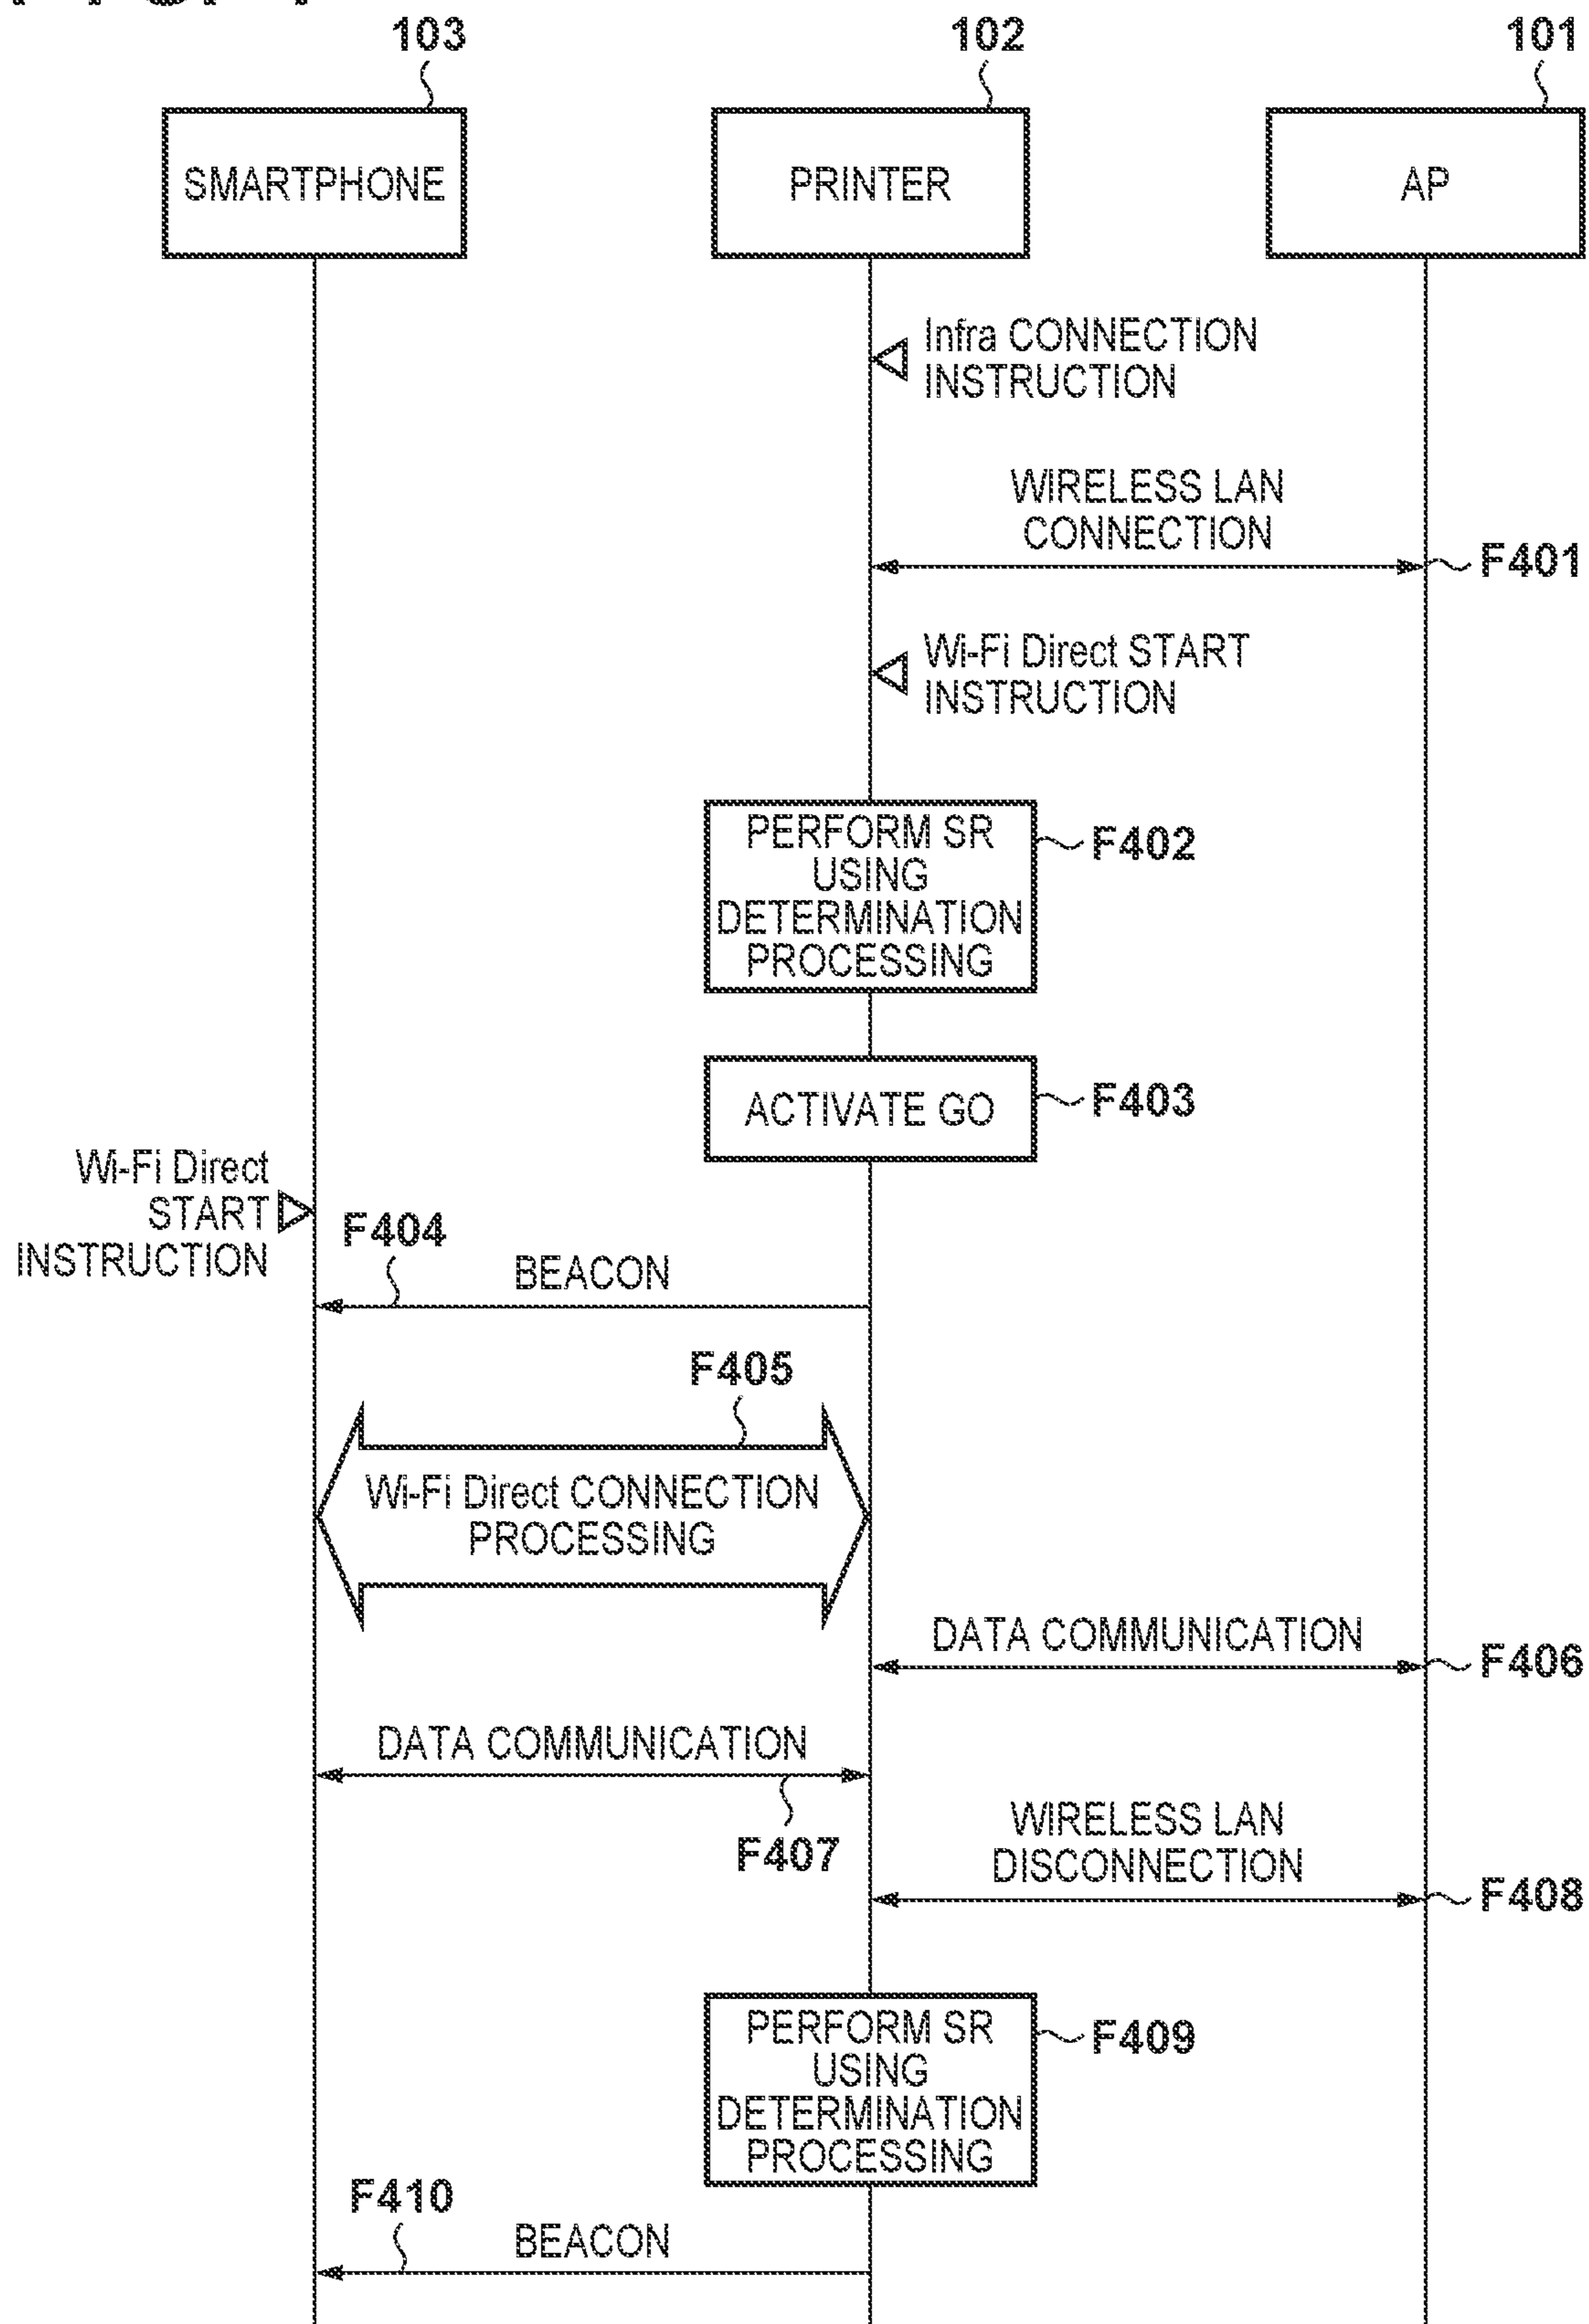 103
102
101
SMARTPHONE
PRINTER
AP
Infra CONNECTION
INSTRUCTION
WIRELESS LAN
CONNECTION
F401
Wi-Fi Direct START
INSTRUCTION
PERFORM SR
USING
DETERMINATION
PROCESSING
F402
ACTIVATE GO
F403
Wi-Fi Direct
START
INSTRUCTION
F404
BEACON
F405
Wi-Fi Direct CONNECTION
PROCESSING
DATA COMMUNICATION
F406
DATA COMMUNICATION
F407
WIRELESS LAN
DISCONNECTION
F408
PERFORM SR
USING
DETERMINATION
PROCESSING
F409
F410
BEACON